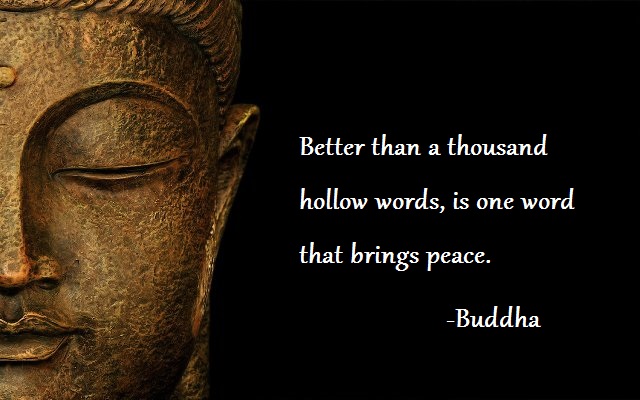 Better than a thousand
hollow words, is one word
that brings peace.
-Buddha